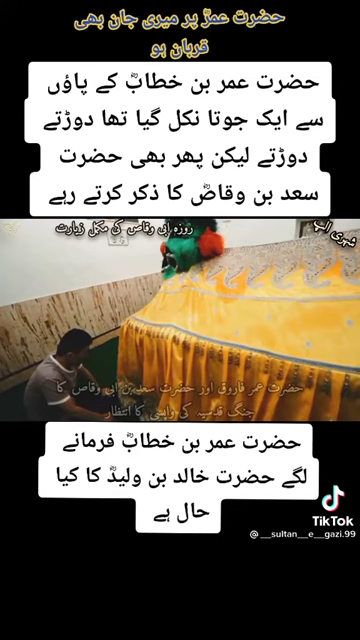 حضرت عمرؓ پر میری جان بھی
قربان ہو
حضرت عمر بن خطابؓ کے پاؤں
سے ایک جوتا نکل گیا تھا دوڑتے
دوڑتے لیکن پھر بھی حضرت
سعد بن وقاصؓ کا ذکر کرتے رہے
روزہ ابی وقاص کی مکمل زیارت
حضرت عمر فاروق اور حضرت سعد بن ابی وقاص کا
جنگ قدسیہ کی واپسی کا انتظار
حضرت عمر بن خطابؓ فرمانے
لگے حضرت خالد بن ولیدؓ کا کیا
حال ہے
TikTok
@__sultan__e__gazi.99